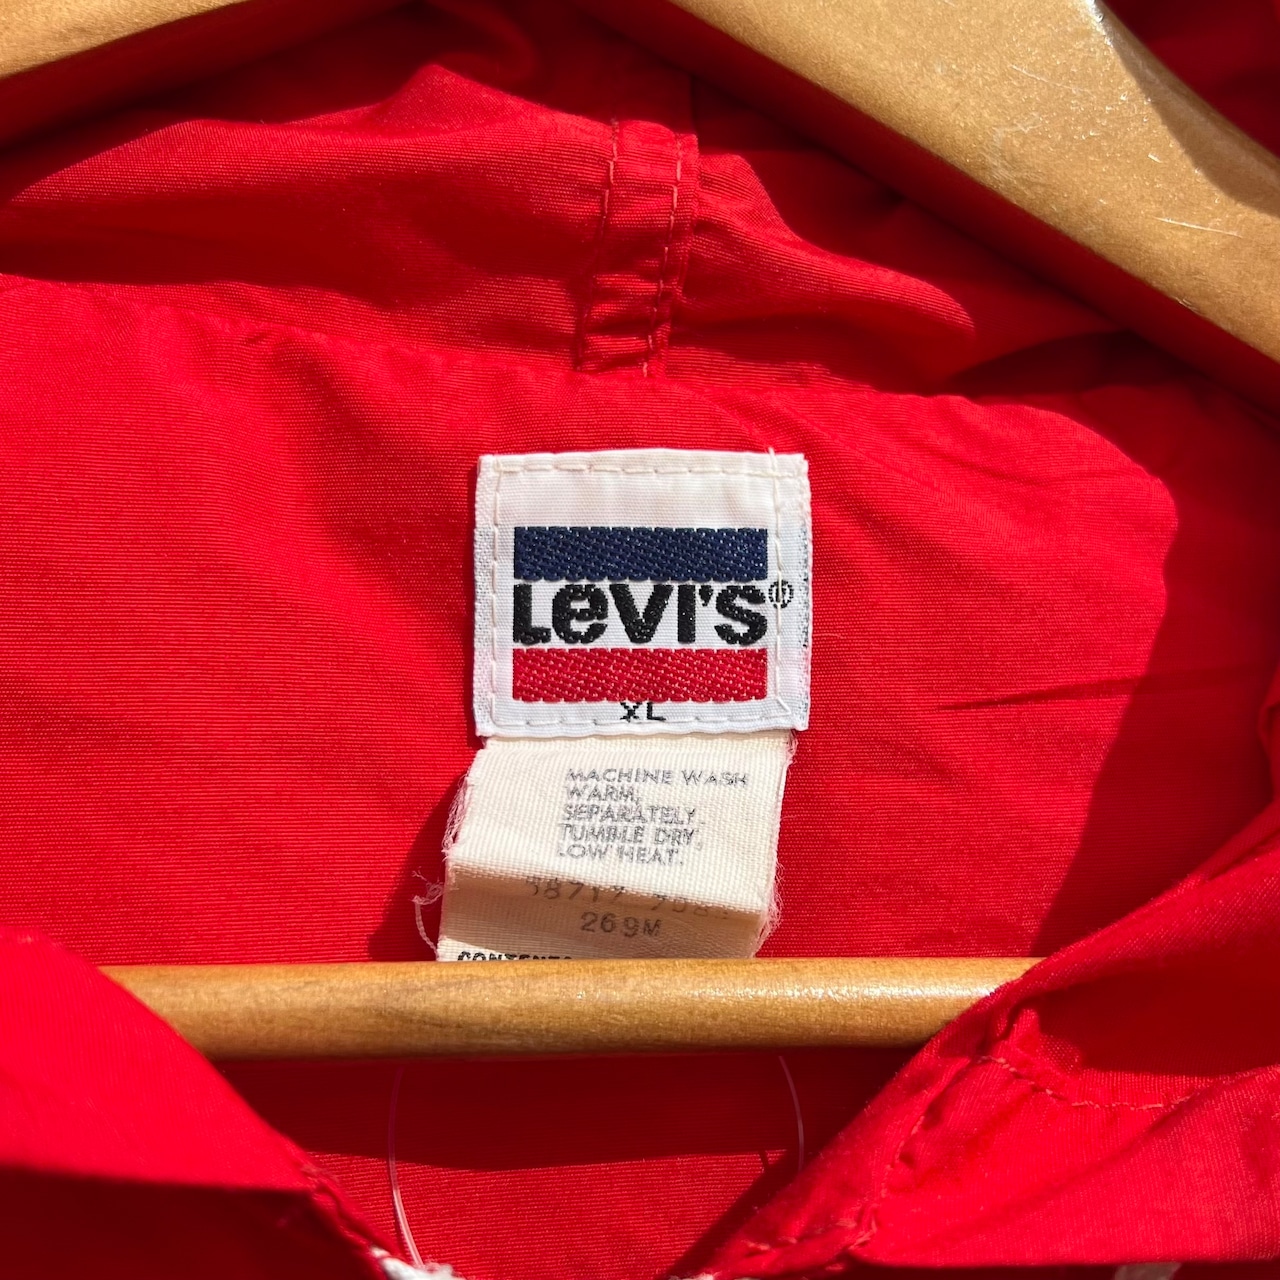 Levi's®
XL
MACHINE WASH
WARM,
SEPARATELY.
TUMBLE DRY,
LOW HEAT.
269M